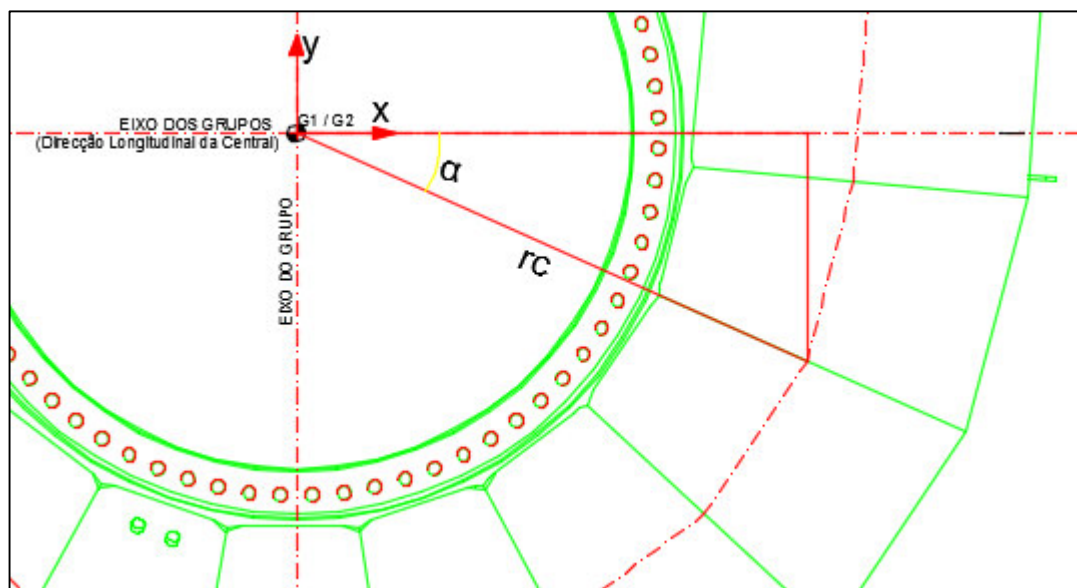 y
x
EIXO DOS GRUPOS
G1 / G2
(Direcção Longitudinal da Central)
α
EIXO DO GRUPO
rc